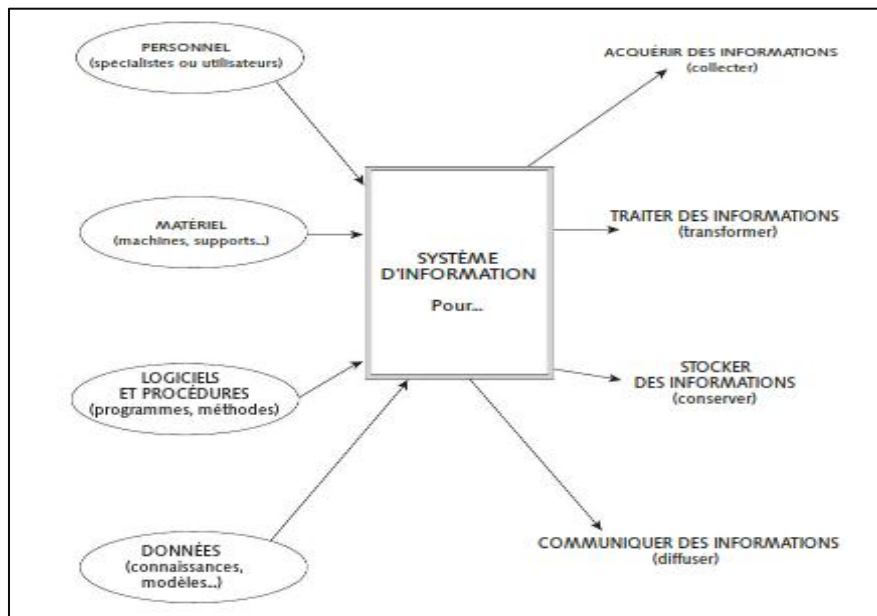 PERSONNEL
(spécialistes ou utilisateurs)
MATÉRIEL
(machines, supports...)
LOGICIELS
ET PROCÉDURES
(programmes, méthodes)
DONNÉES
(connaissances,
modèles...)
SYSTÈME
D'INFORMATION
Pour...
ACQUÉRIR DES INFORMATIONS
(collecter)
TRAITER DES INFORMATIONS
(transformer)
STOCKER
DES INFORMATIONS
(conserver)
COMMUNIQUER DES INFORMATIONS
(diffuser)